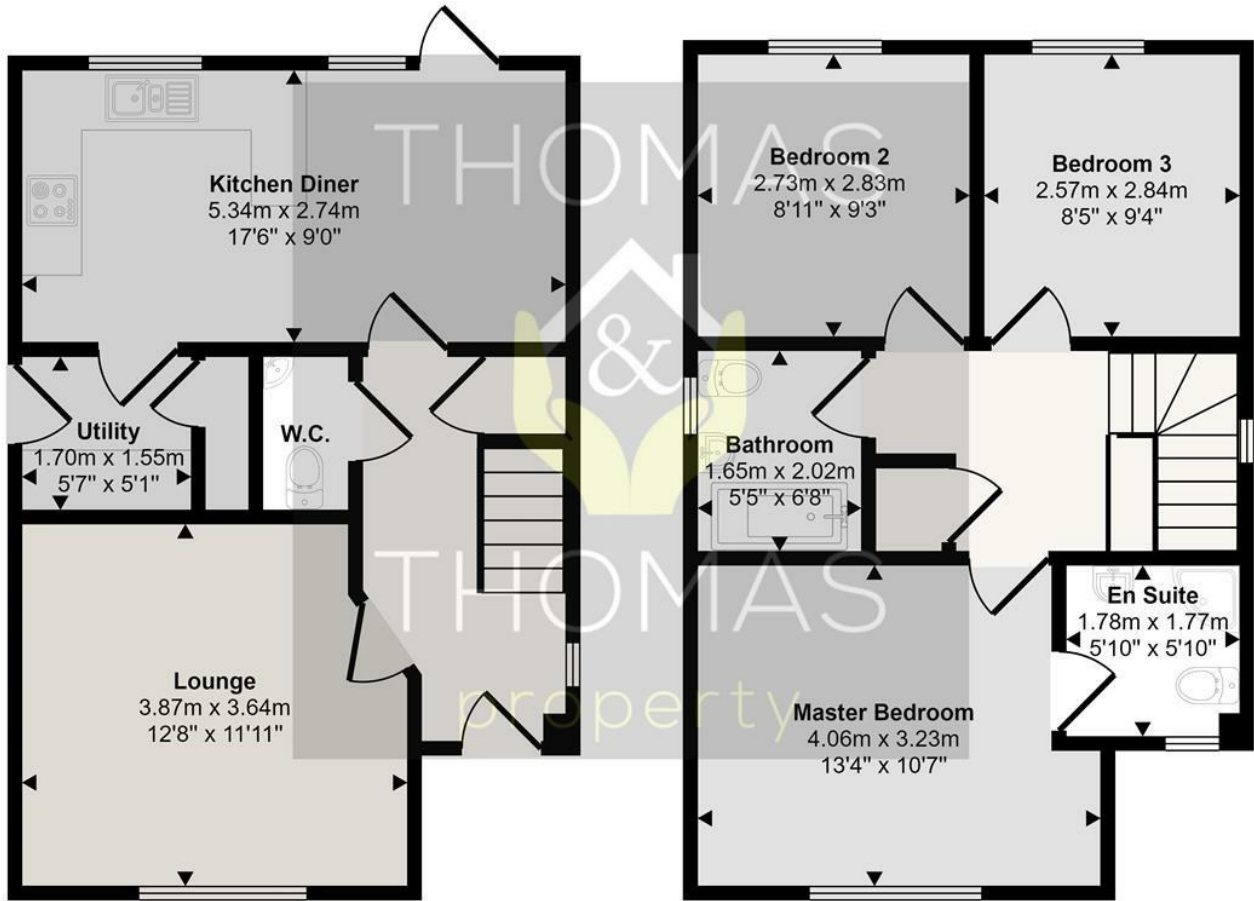 Kitchen Diner
5.34m x 2.74m
17'6" x 9'0"
Utility
1.70m x 1.55m
5'7" x 5'1"
W.C.
Lounge
3.87m x 3.64m
12'8" x 11'11"
Bedroom 2
2.73m x 2.83m
8'11" x 9'3"
Bedroom 3
2.57m x 2.84m
8'5" x 9'4"
Bathroom
1.65m x 2.02m
5'5" x 6'8"
En Suite
1.78m x 1.77m
5'10" x 5'10"
Master Bedroom
4.06m x 3.23m
13'4" x 10'7"
THOMAS
&
THOMAS
property